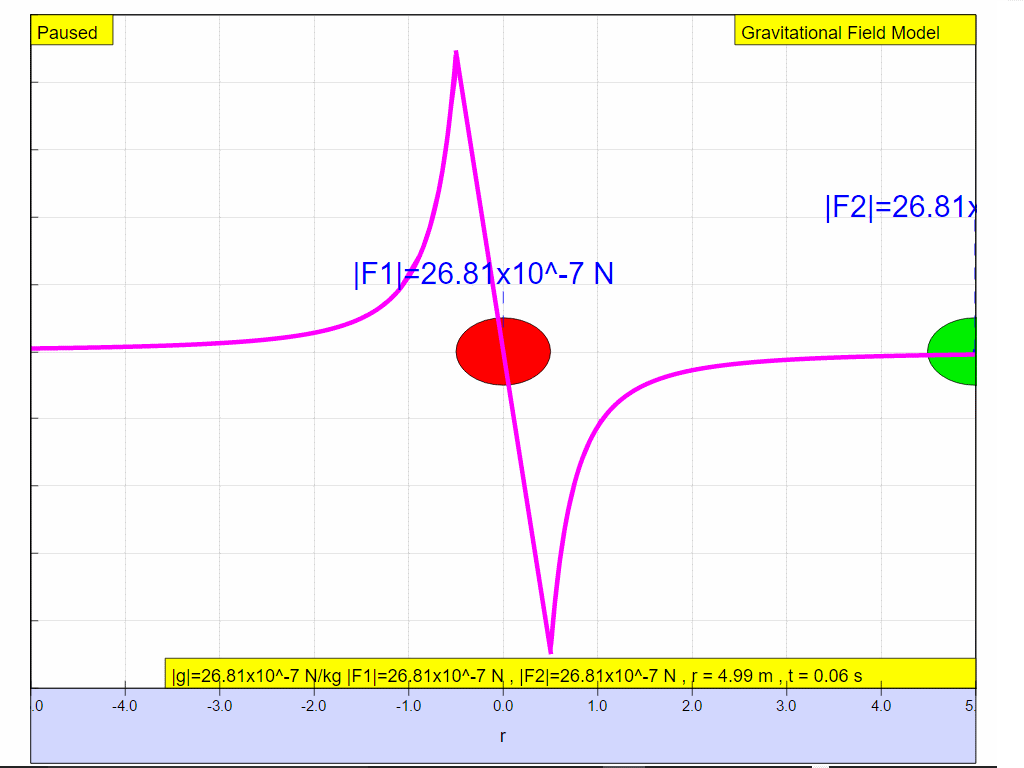 Paused
Gravitational Field Model
|F2|=26.81x
|F1|=26.81x10^-7 N
|g|=26.81x10^-7 N/kg |F1|=26.81x10^-7 N , |F2|=26.81x10^-7 N , r = 4.99 m , t = 0.06 s
.0 -4.0 -3.0 -2.0 -1.0 0.0 1.0 2.0 3.0 4.0 5.
r